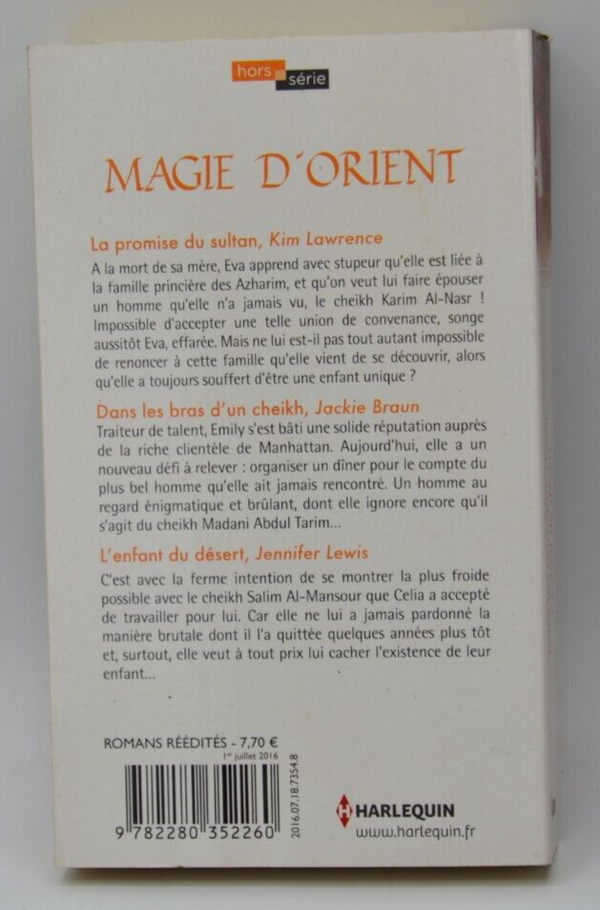 hors
série
MAGIE D'ORIENT
La promise du sultan, Kim Lawrence
A la mort de sa mère, Eva apprend avec stupeur qu'elle est liée à
la famille princière des Azharim, et qu'on veut lui faire épouser
un homme qu'elle n'a jamais vu, le cheikh Karim Al-Nasr !
Impossible d'accepter une telle union de convenance, songe
aussitôt Eva, effarée. Mais ne lui est-il pas tout autant impossible
de renoncer à cette famille qu'elle vient de se découvrir, alors
qu'elle a toujours souffert d'être une enfant unique ?
Dans les bras d'un cheikh, Jackie Braun
Traiteur de talent, Emily s'est bâti une solide réputation auprès
de la riche clientèle de Manhattan. Aujourd'hui, elle a un
nouveau défi à relever : organiser un dîner pour le compte du
plus bel homme qu'elle ait jamais rencontré. Un homme au
regard énigmatique et brûlant, dont elle ignore encore qu'il
s'agit du cheikh Madani Abdul Tarim...
L'enfant du désert, Jennifer Lewis
C'est avec la ferme intention de se montrer la plus froide
possible avec le cheikh Salim Al-Mansour que Celia a accepté
de travailler pour lui. Car elle ne lui a jamais pardonné la
manière brutale dont il l'a quittée quelques années plus tôt
et, surtout, elle veut à tout prix lui cacher l'existence de leur
enfant...
ROMANS RÉÉDITÉS - 7,70 €
1er juillet 2016
9 782280 352260
2016.07.18.7354.8
HARLEQUIN
www.harlequin.fr